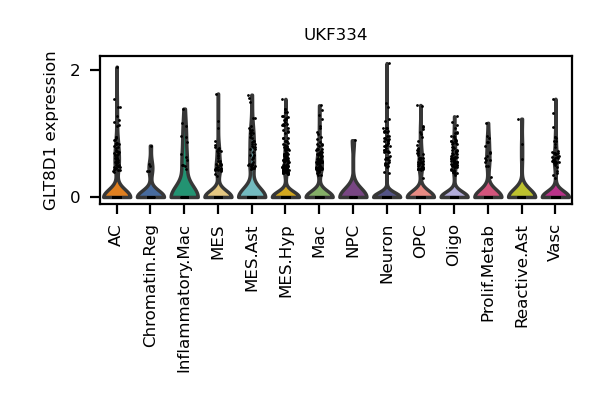 UKF334
GLT8D1 expression
2
0
AC
Chromatin.Reg
Inflammatory.Mac
MES
MES.Ast
MES.Hyp
Mac
NPC
Neuron
OPC
Oligo
Prolif.Metab
Reactive.Ast
Vasc